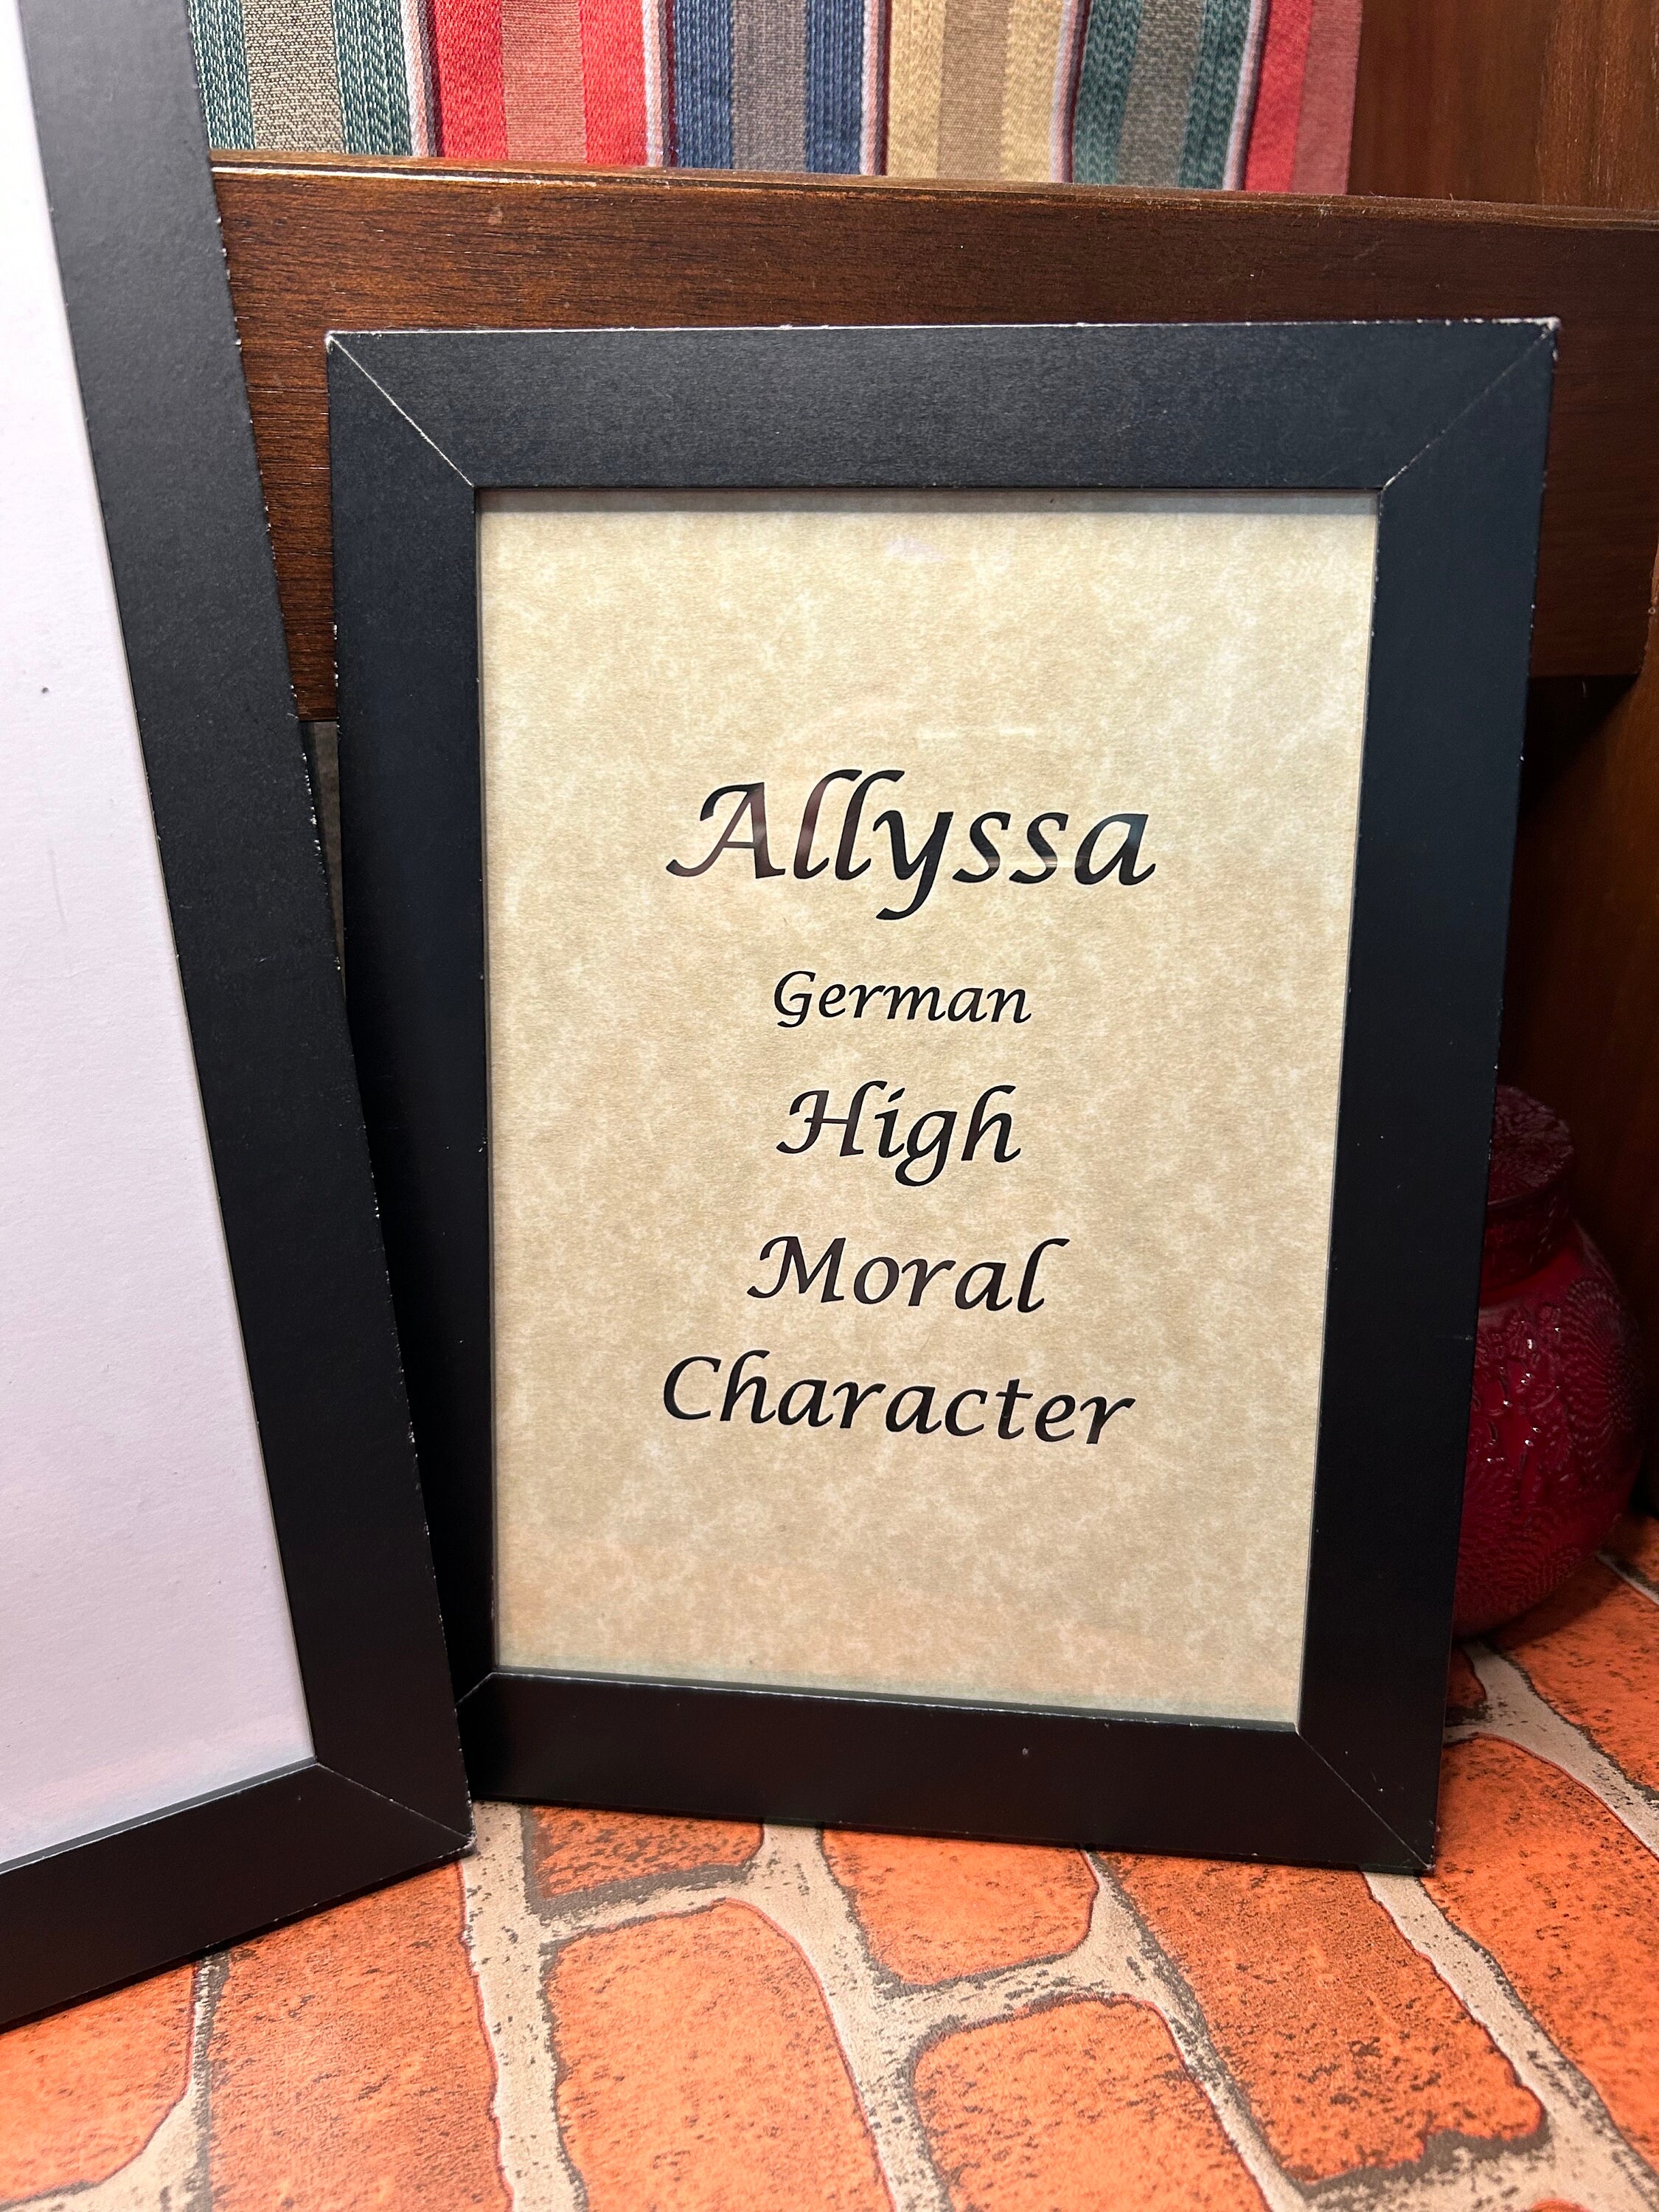 Allyssa
German
High
Moral
Character